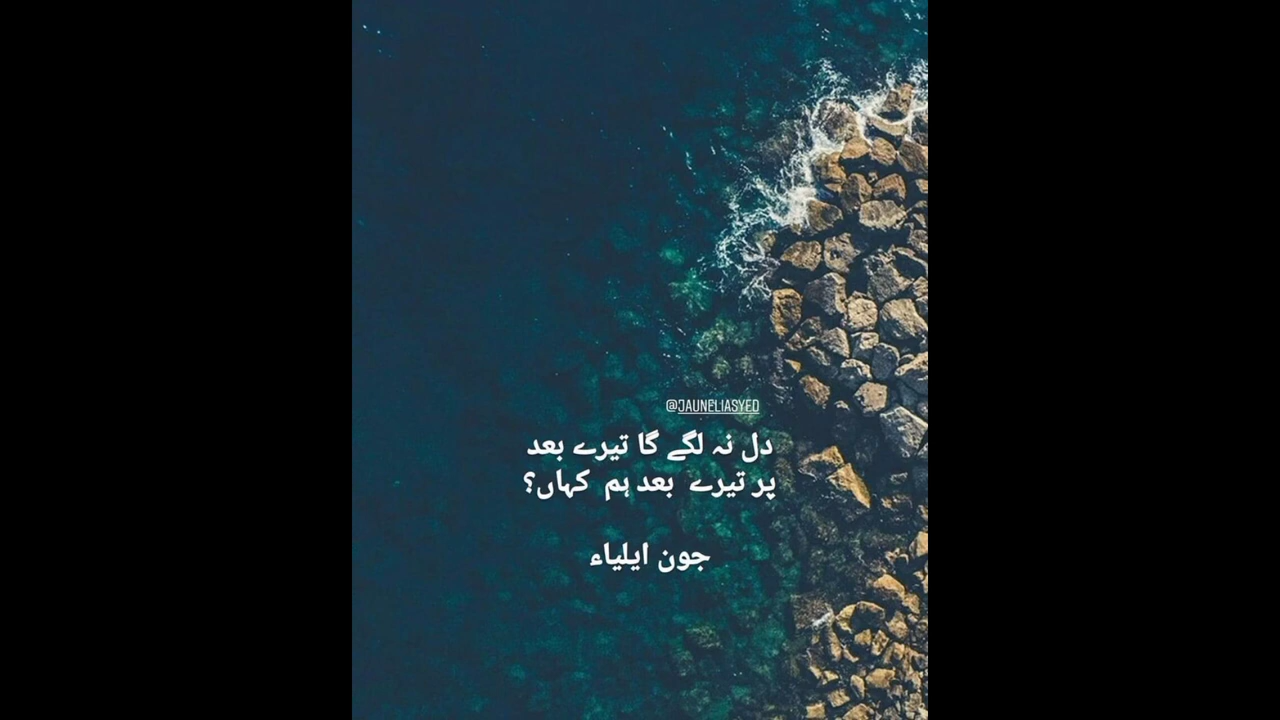 @JAUNELIASYED
دل نہ لگے گا تیرے بعد
پر تیرے بعد ہم کہاں؟
جون ایلیاء